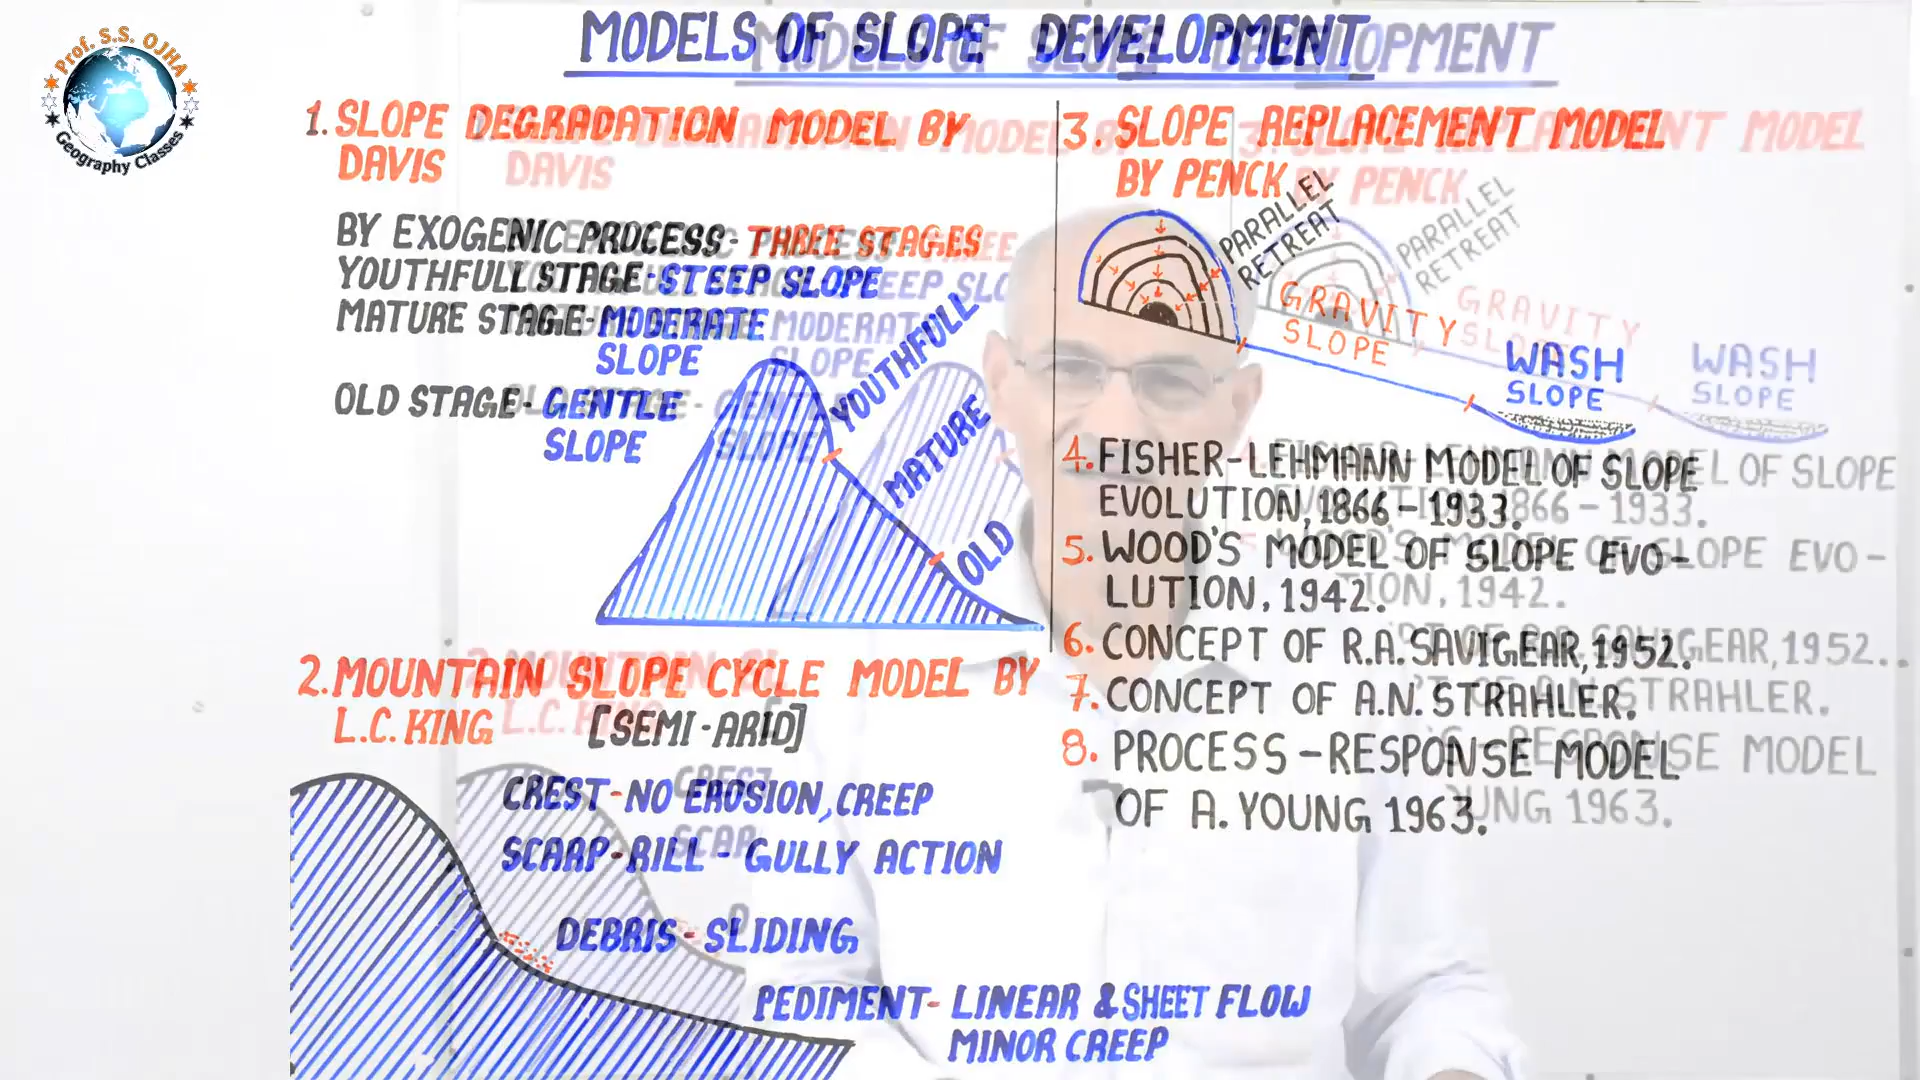 Prof. S.S. OJHA
Geography Classes
MODELS OF SLOPE DEVELOPMENT
1. SLOPE DEGRADATION MODEL BY
DAVIS
BY EXOGENIC PROCESS- THREE STAGES
YOUTHFULL STAGE-STEEP SLOPE
MATURE STAGE-MODERATE
SLOPE
OLD STAGE- GENTLE
SLOPE
YOUTHFULL
MATURE
OLD
2. MOUNTAIN SLOPE CYCLE MODEL BY
L.C. KING [SEMI-ARID]
CREST-NO EROSION, CREEP
SCARP-RILL - GULLY ACTION
DEBRIS- SLIDING
PEDIMENT- LINEAR & SHEET FLOW
MINOR CREEP
3. SLOPE REPLACEMENT MODEL
BY PENCK
PARALLEL
RETREAT
GRAVITY
SLOPE
WASH
SLOPE
4. FISHER-LEHMANN MODEL OF SLOPE
EVOLUTION, 1866-1933.
5. WOOD'S MODEL OF SLOPE EVO-
LUTION, 1942.
6. CONCEPT OF R.A. SAVIGEAR, 1952.
7. CONCEPT OF A.N. STRAHLER.
8. PROCESS-RESPONSE MODEL
OF A. YOUNG 1963.